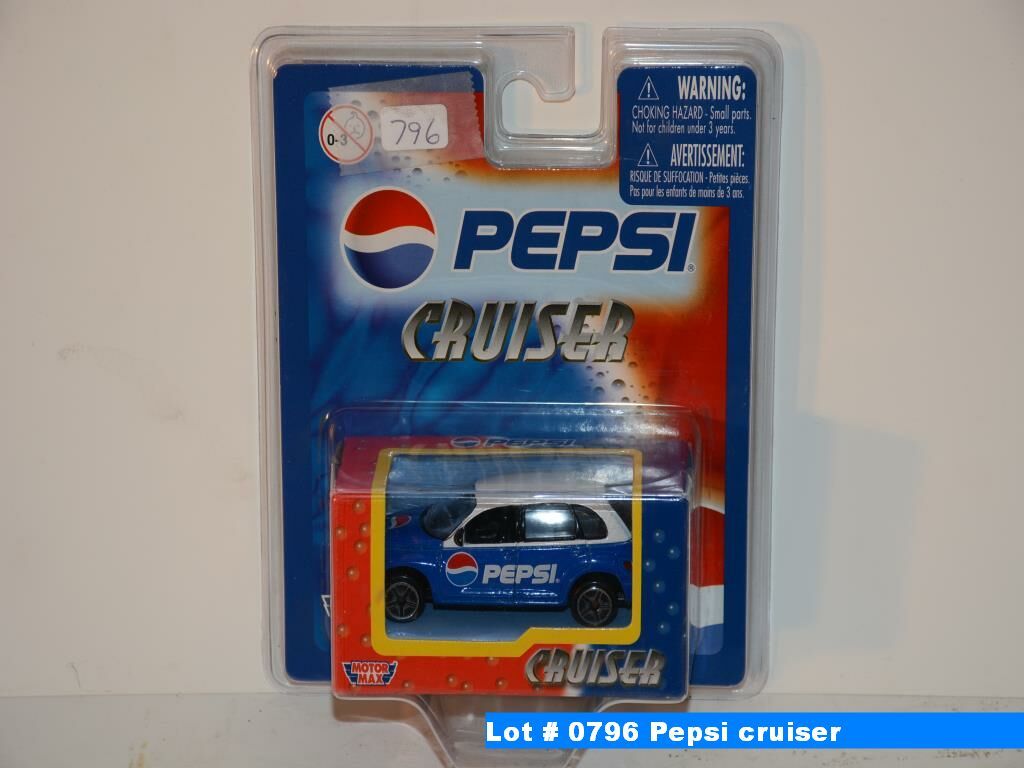 0-3
796
WARNING:
CHOKING HAZARD - Small parts.
Not for children under 3 years.
AVERTISSEMENT:
RISQUE DE SUFFOCATION - Petites pièces.
Pas pour les enfants de moins de 3 ans.
PEPSI®
CRUISER
PEPSI
PEPSI
MOTOR
MAX
CRUISER
Lot # 0796 Pepsi cruiser